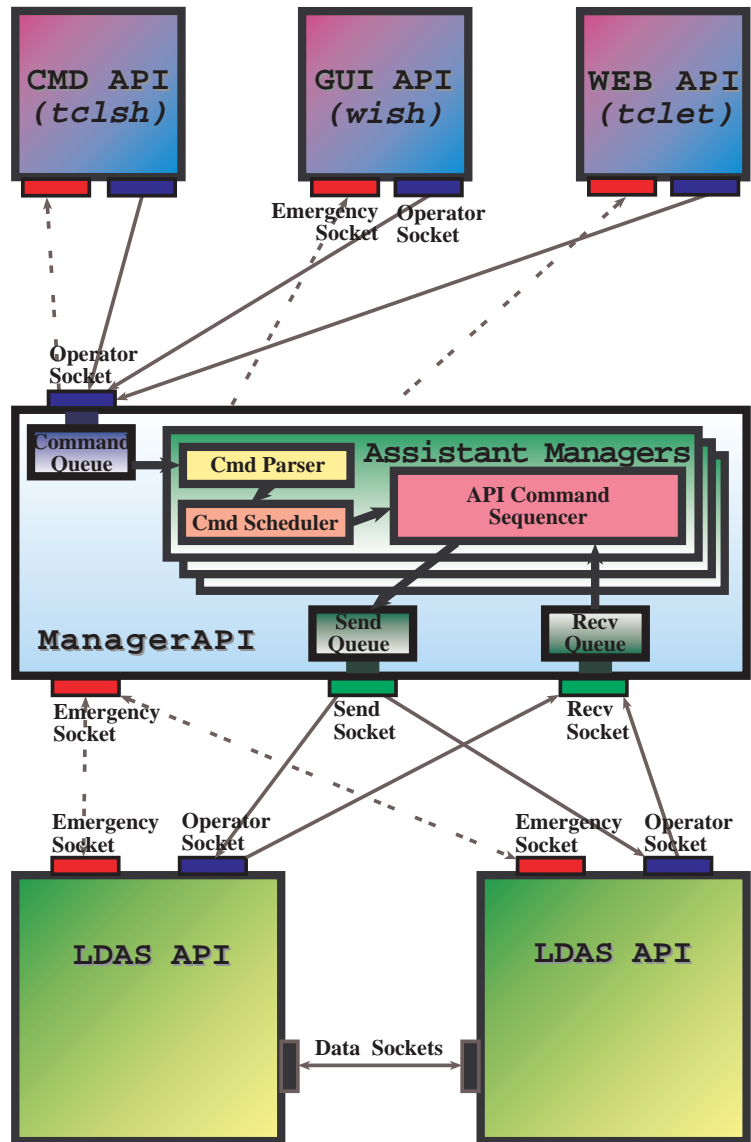 CMD API
(tclsh)
GUI API
(wish)
WEB API
(tclet)
Emergency
Socket
Operator
Socket
Operator
Socket
Command
Queue
Assistant Managers
Cmd Parser
Cmd Scheduler
API Command
Sequencer
Send
Queue
Recv
Queue
ManagerAPI
Emergency
Socket
Send
Socket
Recv
Socket
Emergency
Socket
Operator
Socket
Emergency
Socket
Operator
Socket
LDAS API
LDAS API
Data Sockets